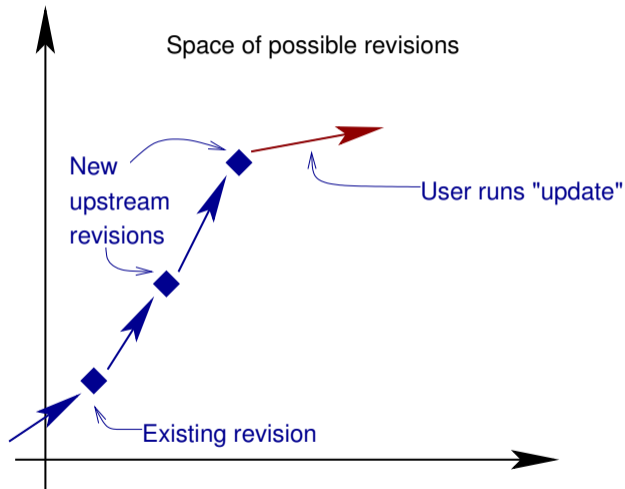 Space of possible revisions
New
upstream
revisions
User runs "update"
Existing revision